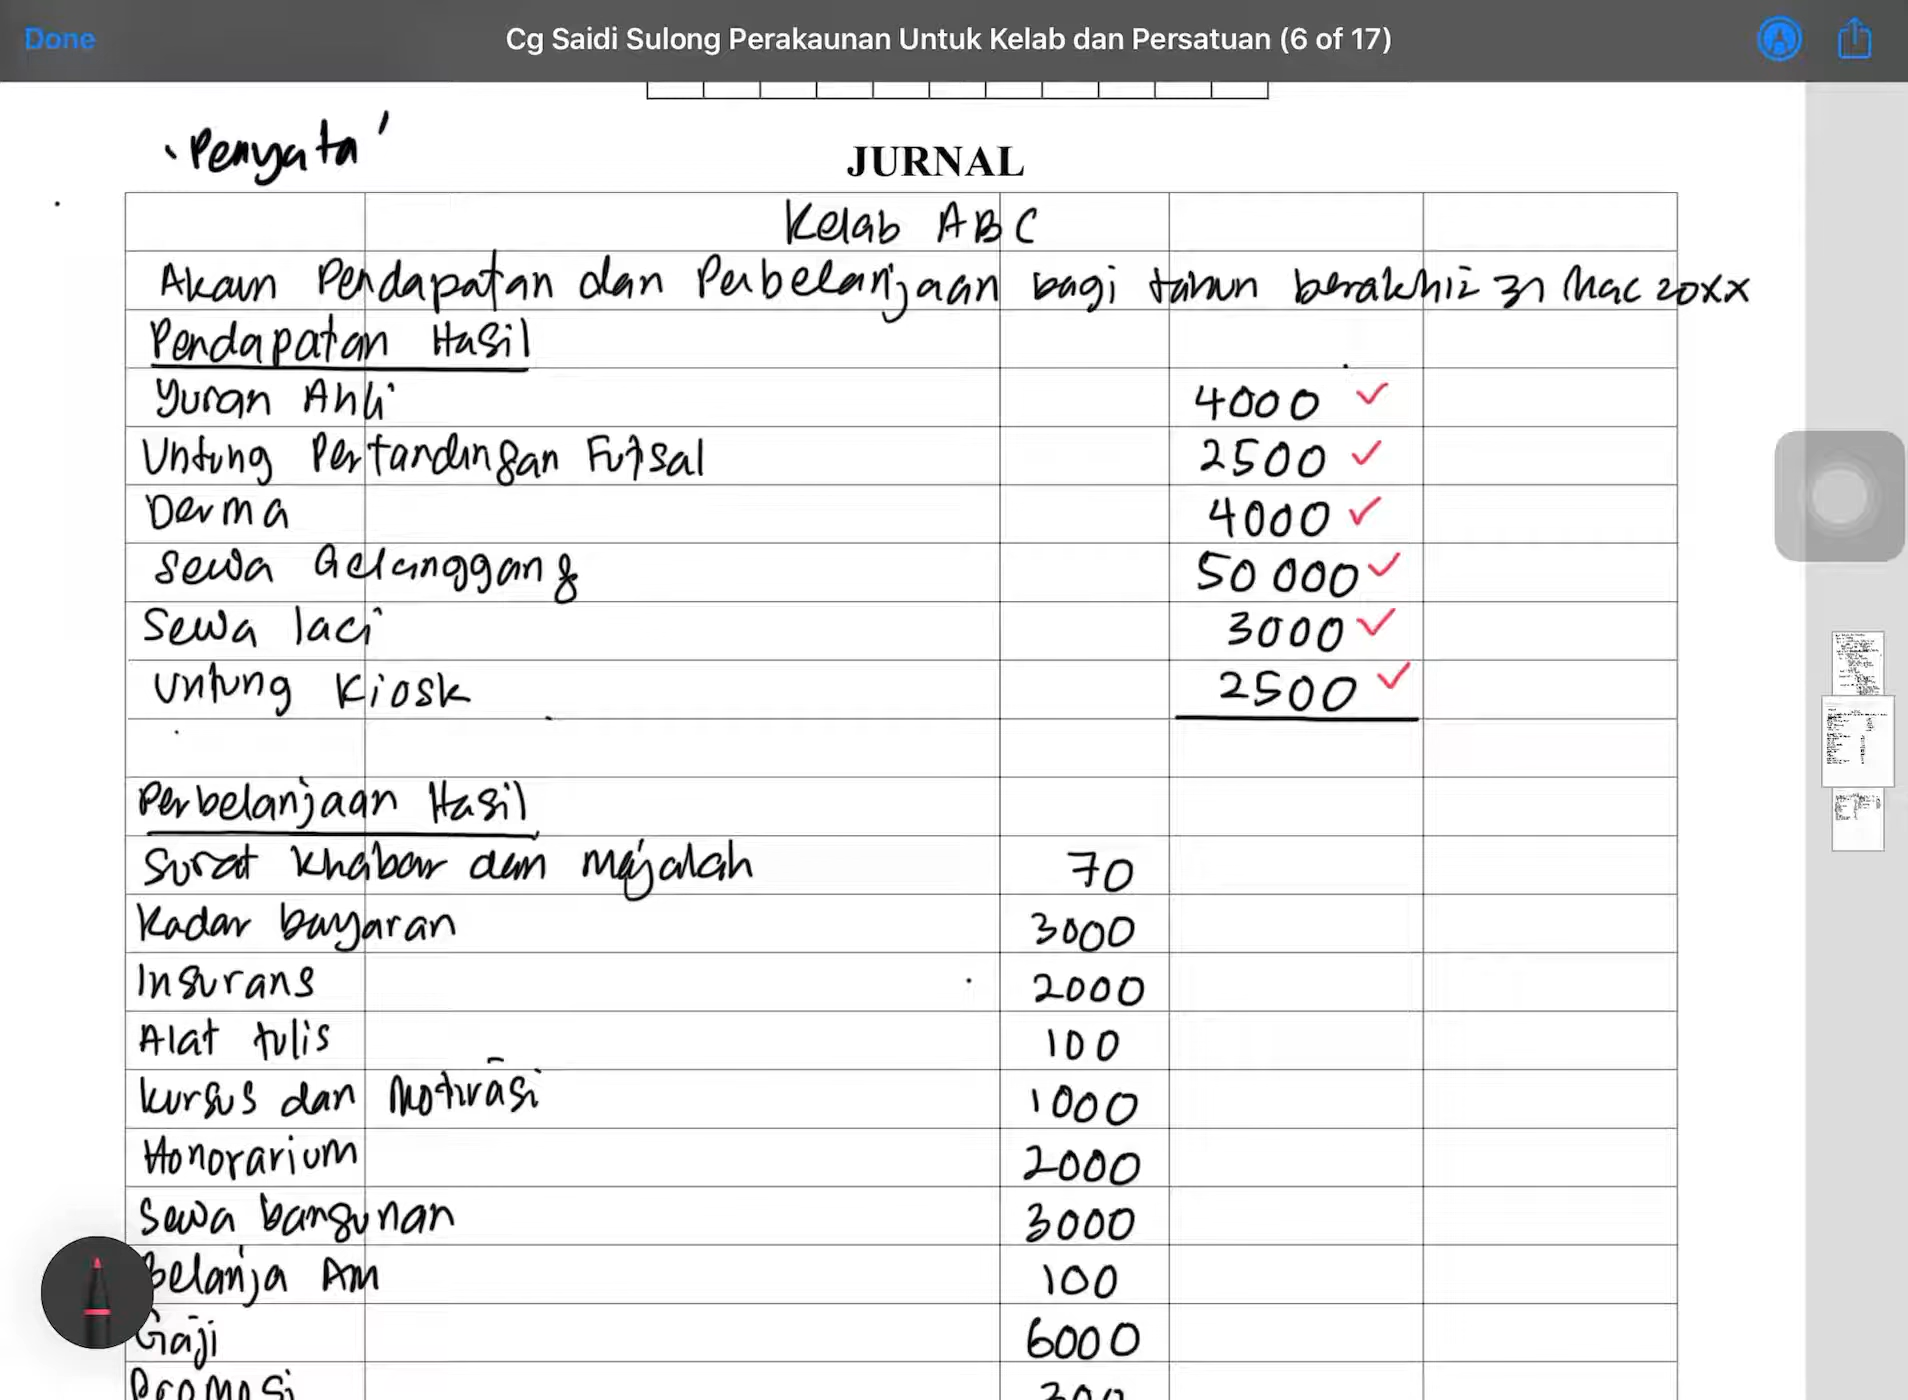 Done
Cg Saidi Sulong Perakaunan Untuk Kelab dan Persatuan (6 of 17)
'Penyata'
JURNAL
Kelab ABC
Akaun Pendapatan dan Perbelanjaan bagi tahun berakhir 31 Mac 20XX
Pendapatan Hasil
Yuran Ahli 4000 ✓
Untung Pertandingan Futsal 2500 ✓
Derma 4000 ✓
Sewa Gelanggang 50 000 ✓
Sewa laci 3000 ✓
Untung Kiosk 2500 ✓
Perbelanjaan Hasil
Surat khabar dan Majalah 70
Kadar bayaran 3000
Insurans 2000
Alat tulis 100
Kursus dan Motivasi 1000
Honorarium 2000
Sewa bangunan 3000
Belanja Am 100
Gaji 6000
Promosi